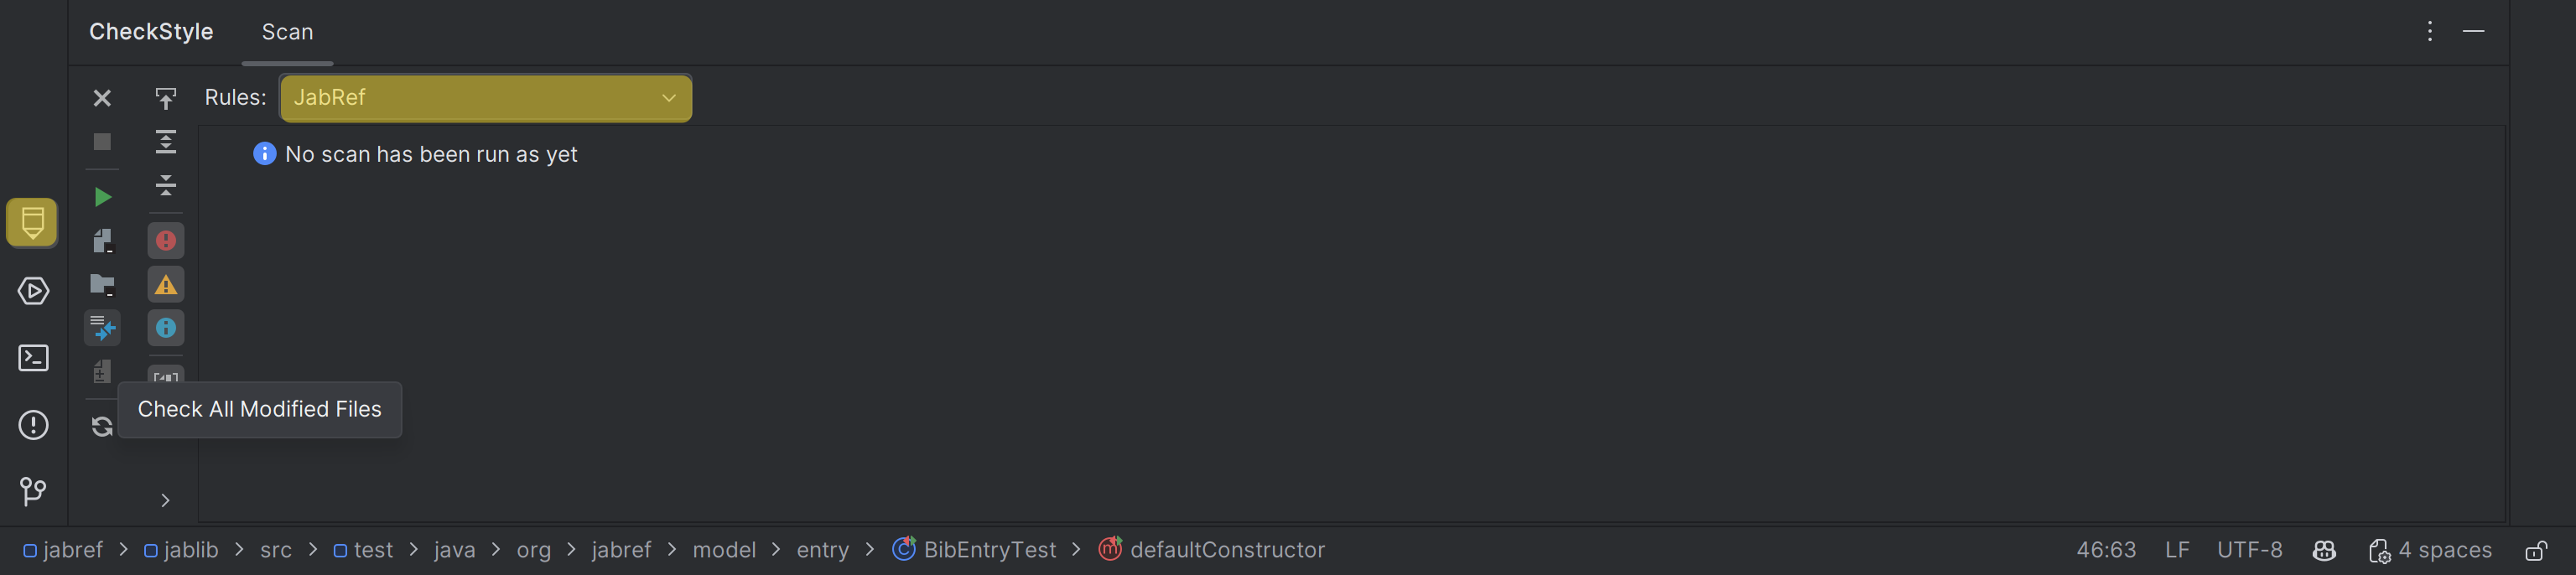 CheckStyle Scan
Rules: JabRef
No scan has been run as yet
Check All Modified Files
jabref > jablib > src > test > java > org > jabref > model > entry > BibEntryTest > defaultConstructor 46:63 LF UTF-8 4 spaces